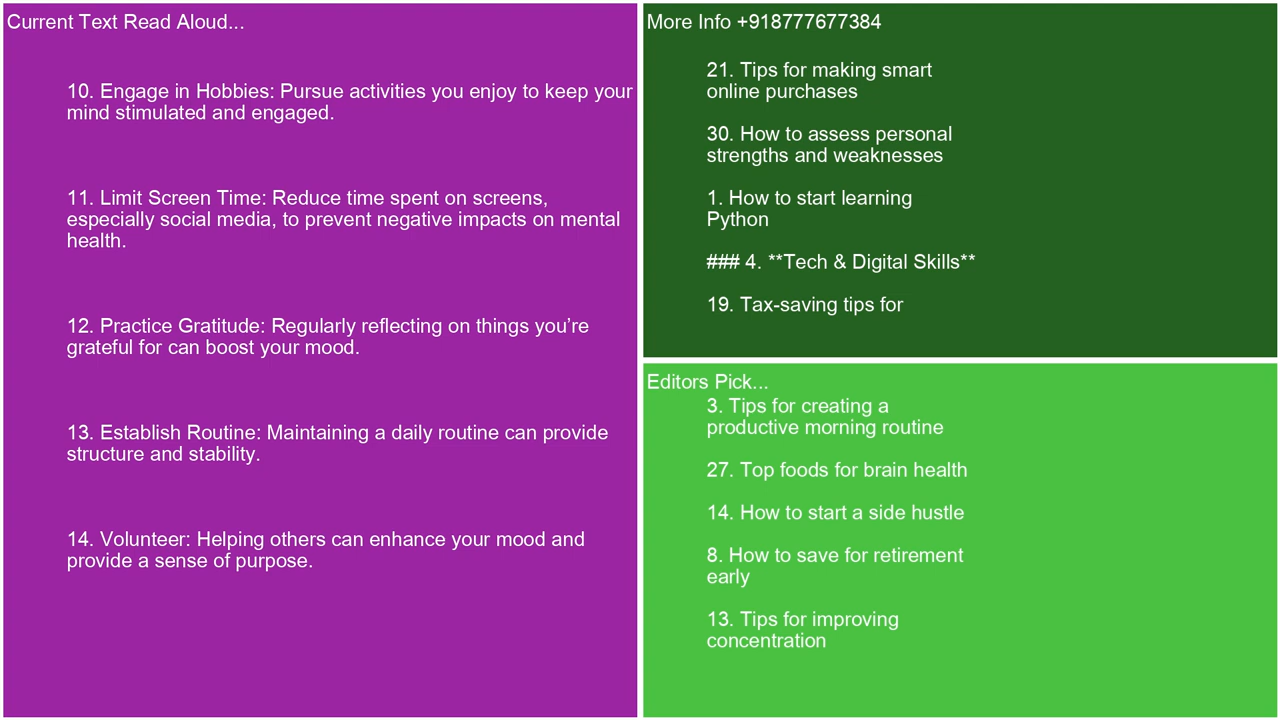 Current Text Read Aloud...
10. Engage in Hobbies: Pursue activities you enjoy to keep your
mind stimulated and engaged.
11. Limit Screen Time: Reduce time spent on screens,
especially social media, to prevent negative impacts on mental
health.
12. Practice Gratitude: Regularly reflecting on things you’re
grateful for can boost your mood.
13. Establish Routine: Maintaining a daily routine can provide
structure and stability.
14. Volunteer: Helping others can enhance your mood and
provide a sense of purpose.
More Info +918777677384
21. Tips for making smart
online purchases
30. How to assess personal
strengths and weaknesses
1. How to start learning
Python
### 4. **Tech & Digital Skills**
19. Tax-saving tips for
Editors Pick...
3. Tips for creating a
productive morning routine
27. Top foods for brain health
14. How to start a side hustle
8. How to save for retirement
early
13. Tips for improving
concentration